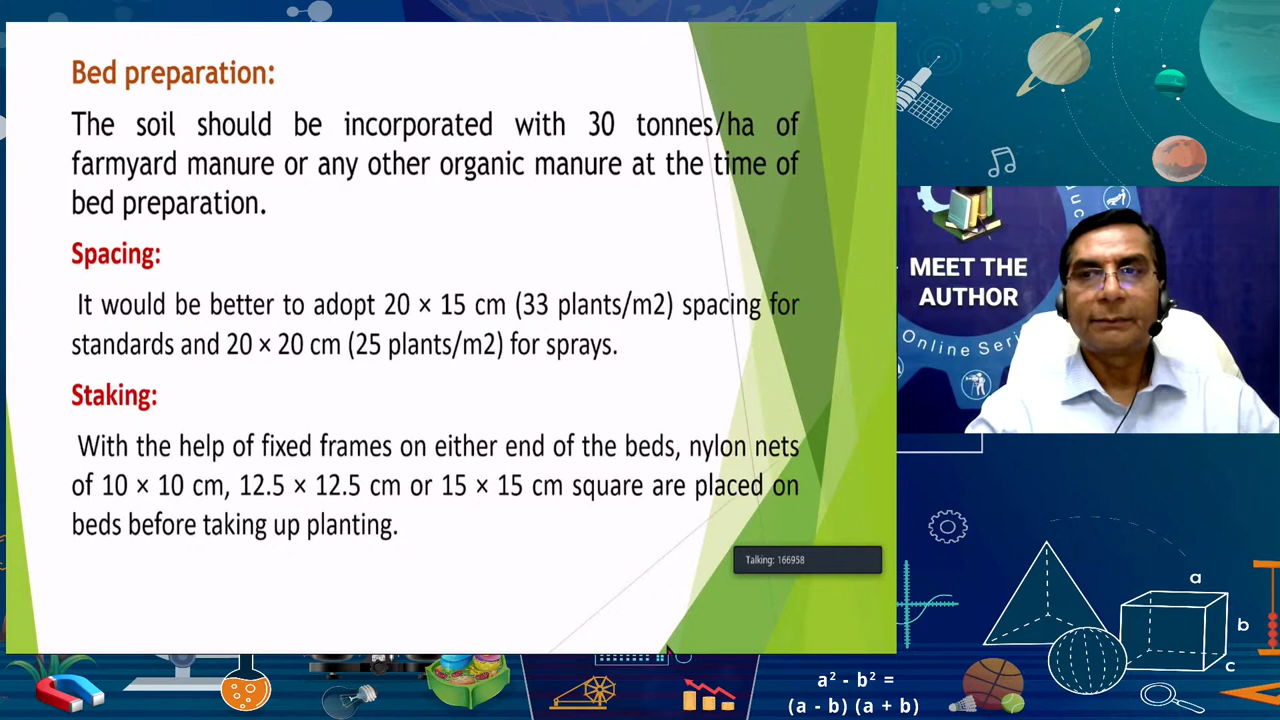 Bed preparation:
The soil should be incorporated with 30 tonnes/ha of
farmyard manure or any other organic manure at the time of
bed preparation.
Spacing:
It would be better to adopt 20 × 15 cm (33 plants/m2) spacing for
standards and 20 × 20 cm (25 plants/m2) for sprays.
Staking:
With the help of fixed frames on either end of the beds, nylon nets
of 10 × 10 cm, 12.5 × 12.5 cm or 15 × 15 cm square are placed on
beds before taking up planting.
Talking: 166958
MEET THE
AUTHOR
Online Seri
a
b
c
a² - b² =
(a - b) (a + b)